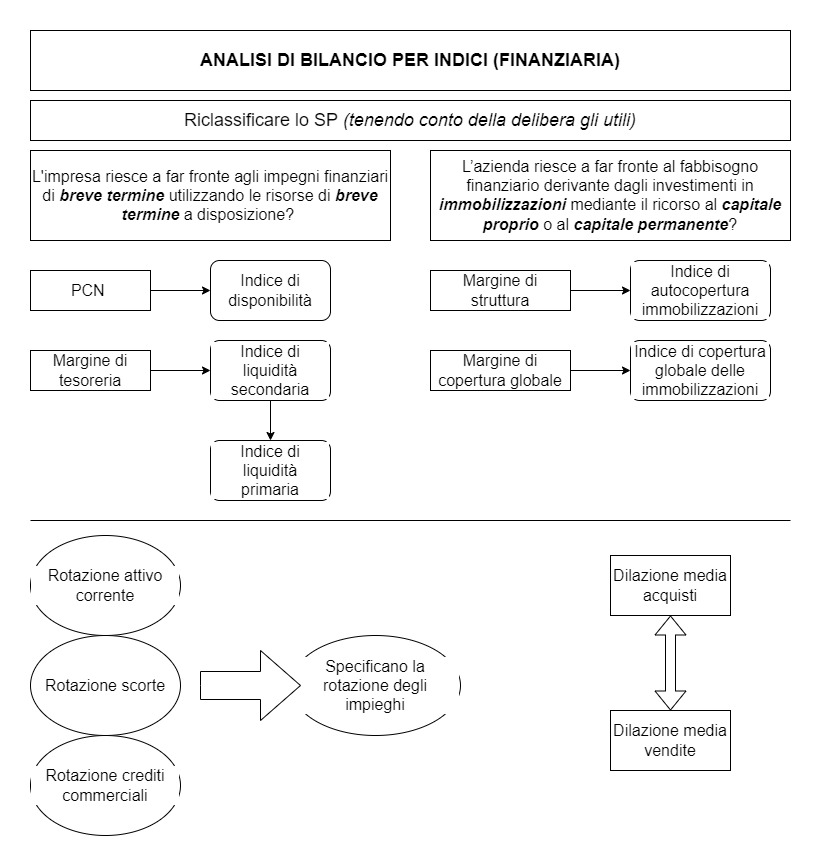 ANALISI DI BILANCIO PER INDICI (FINANZIARIA)
Riclassificare lo SP (tenendo conto della delibera gli utili)
L'impresa riesce a far fronte agli impegni finanziari
di breve termine utilizzando le risorse di breve
termine a disposizione?
L’azienda riesce a far fronte al fabbisogno
finanziario derivante dagli investimenti in
immobilizzazioni mediante il ricorso al capitale
proprio o al capitale permanente?
PCN
Indice di
disponibilità
Margine di
struttura
Indice di
autocopertura
immobilizzazioni
Margine di
tesoreria
Indice di
liquidità
secondaria
Margine di
copertura globale
Indice di copertura
globale delle
immobilizzazioni
Indice di
liquidità
primaria
Rotazione attivo
corrente
Rotazione scorte
Rotazione crediti
commerciali
Specificano la
rotazione degli
impieghi
Dilazione media
acquisti
Dilazione media
vendite